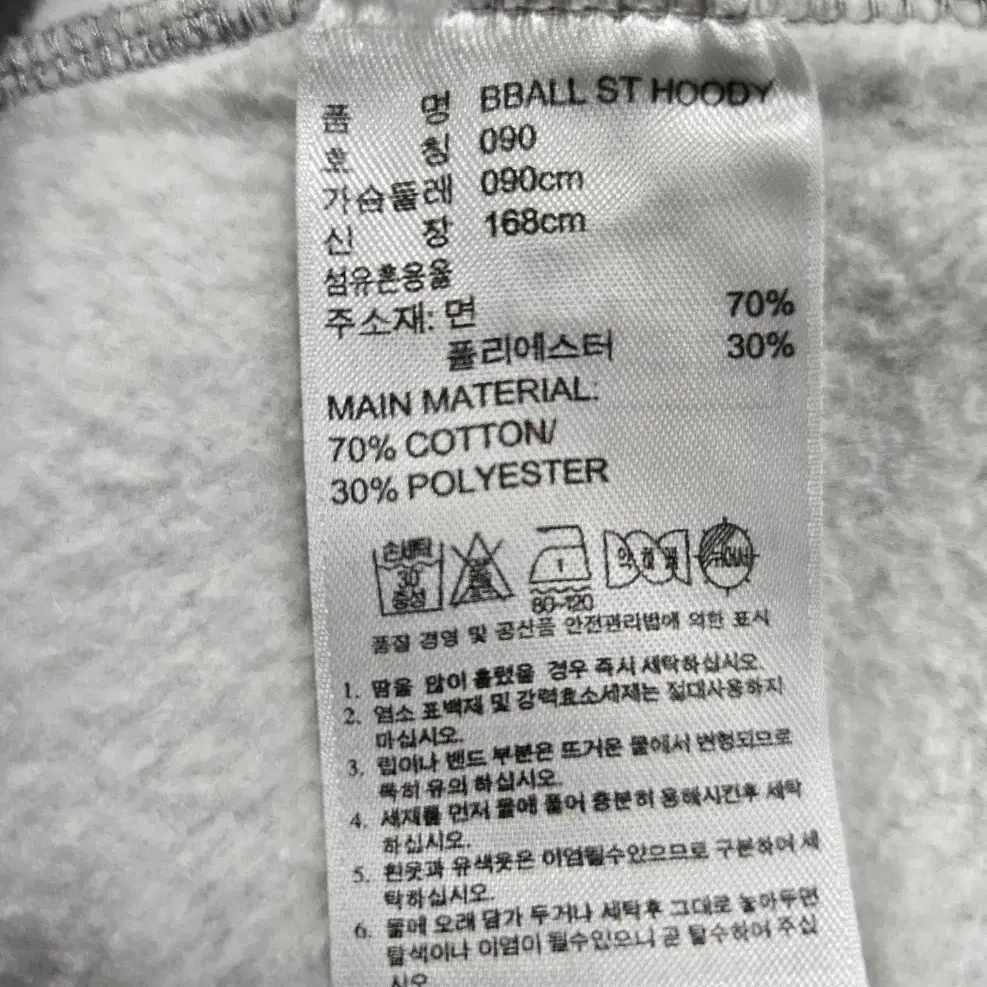 품 명 BBALL ST HOODY
호 칭 090
가슴둘레 090cm
신 장 168cm
섬유혼용율
주소재: 면 70%
폴리에스터 30%
MAIN MATERIAL:
70% COTTON/
30% POLYESTER
손세탁
30
중성
80~120
품질 경영 및 공산품 안전관리법에 의한 표시
1. 땀을 많이 흘렸을 경우 즉시 세탁하십시오.
2. 염소 표백제 및 강력효소세제는 절대사용하지
마십시오.
3. 립이나 밴드 부분은 뜨거운 물에서 변형되므로
특히 유의 하십시오.
4. 세재를 먼저 물에 풀어 충분히 용해시킨후 세탁
하십시오.
5. 흰옷과 유색옷은 이염될수있으므로 구분하여 세
탁하십시오.
6. 물에 오래 담가 두거나 세탁후 그대로 놓아두면
탈색이나 이염이 될수있으니 곧 탈수하여 주십
시오